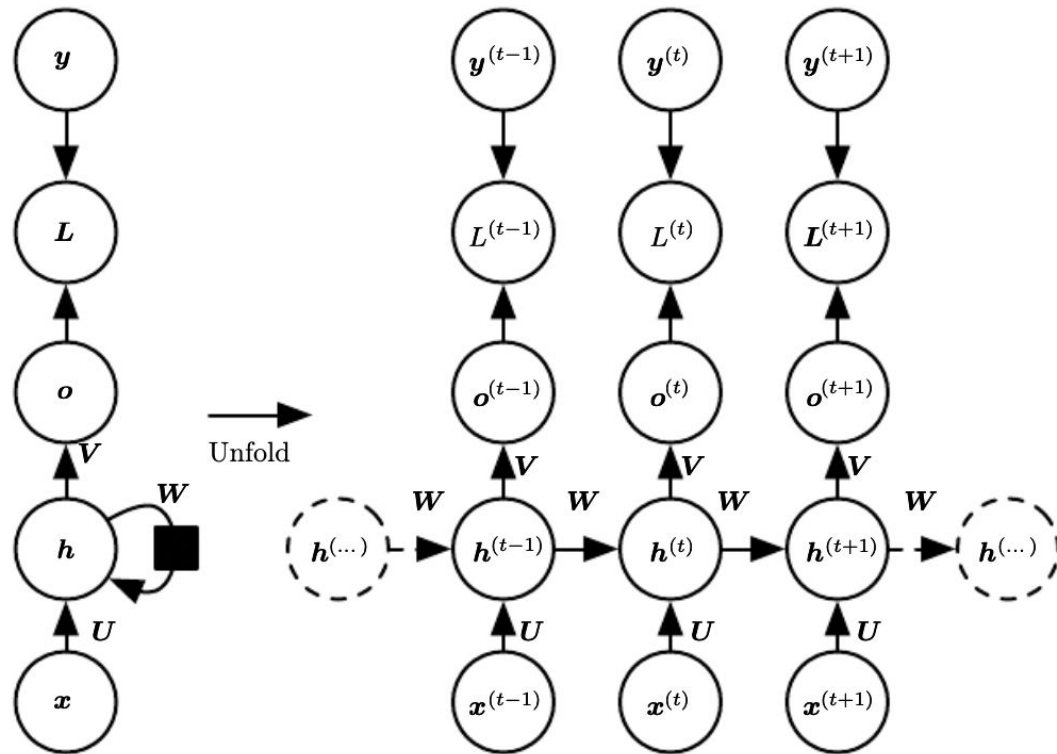 y y^{(t-1)} y^{(t)} y^{(t+1)}
L L^{(t-1)} L^{(t)} L^{(t+1)}
o o^{(t-1)} o^{(t)} o^{(t+1)}
Unfold
V V V V
W W W W W
h h^{(...)} h^{(t-1)} h^{(t)} h^{(t+1)} h^{(...)}
U U U U
x x^{(t-1)} x^{(t)} x^{(t+1)}